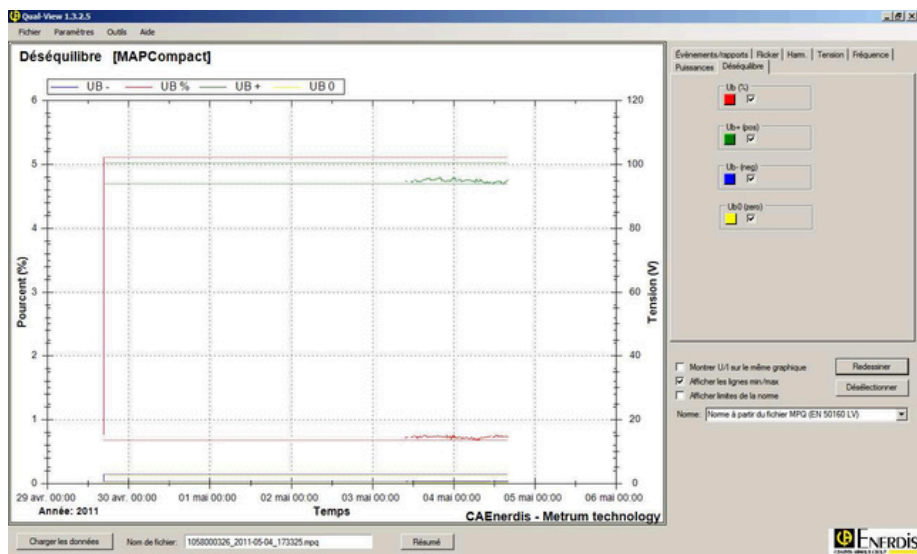 Qual-View 1.3.2.5
Fichier Paramètres Outils Aide
Déséquilibre [MAPCompact]
UB - UB % UB + UB 0
6 120
5 100
4 80
3 60
2 40
1 20
0 0
Pourcent (%)
Tension (V)
29 avr. 00:00 30 avr. 00:00 01 mai 00:00 02 mai 00:00 03 mai 00:00 04 mai 00:00 05 mai 00:00 06 mai 00:00
Année: 2011 Temps
CAEnerdis - Metrum technology
Évènements/rapports Flicker Harm. Tension Fréquence
Puissances Déséquilibre
Ub (%)
Ub+ (pos)
Ub- (neg)
Ub0 (zero)
Montrer U/I sur le même graphique Redessiner
Afficher les lignes min/max Désélectionner
Afficher limites de la norme
Norme: Norme à partir du fichier MPQ (EN 50160 LV)
Charger les données Nom de fichier: 1058000326_2011-05-04_173325.mpq Résumé
ENERDIS